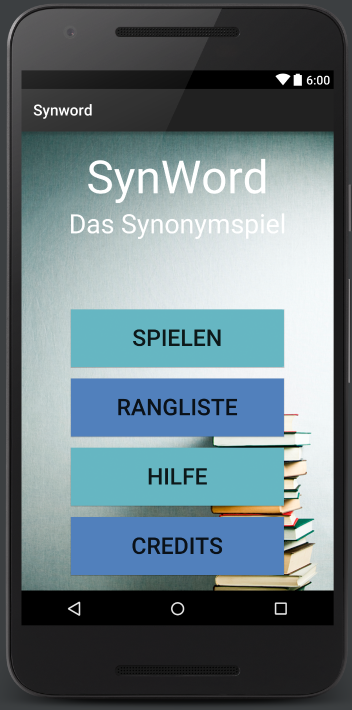 6:00
Synword
SynWord
Das Synonymspiel
SPIELEN
RANGLISTE
HILFE
CREDITS